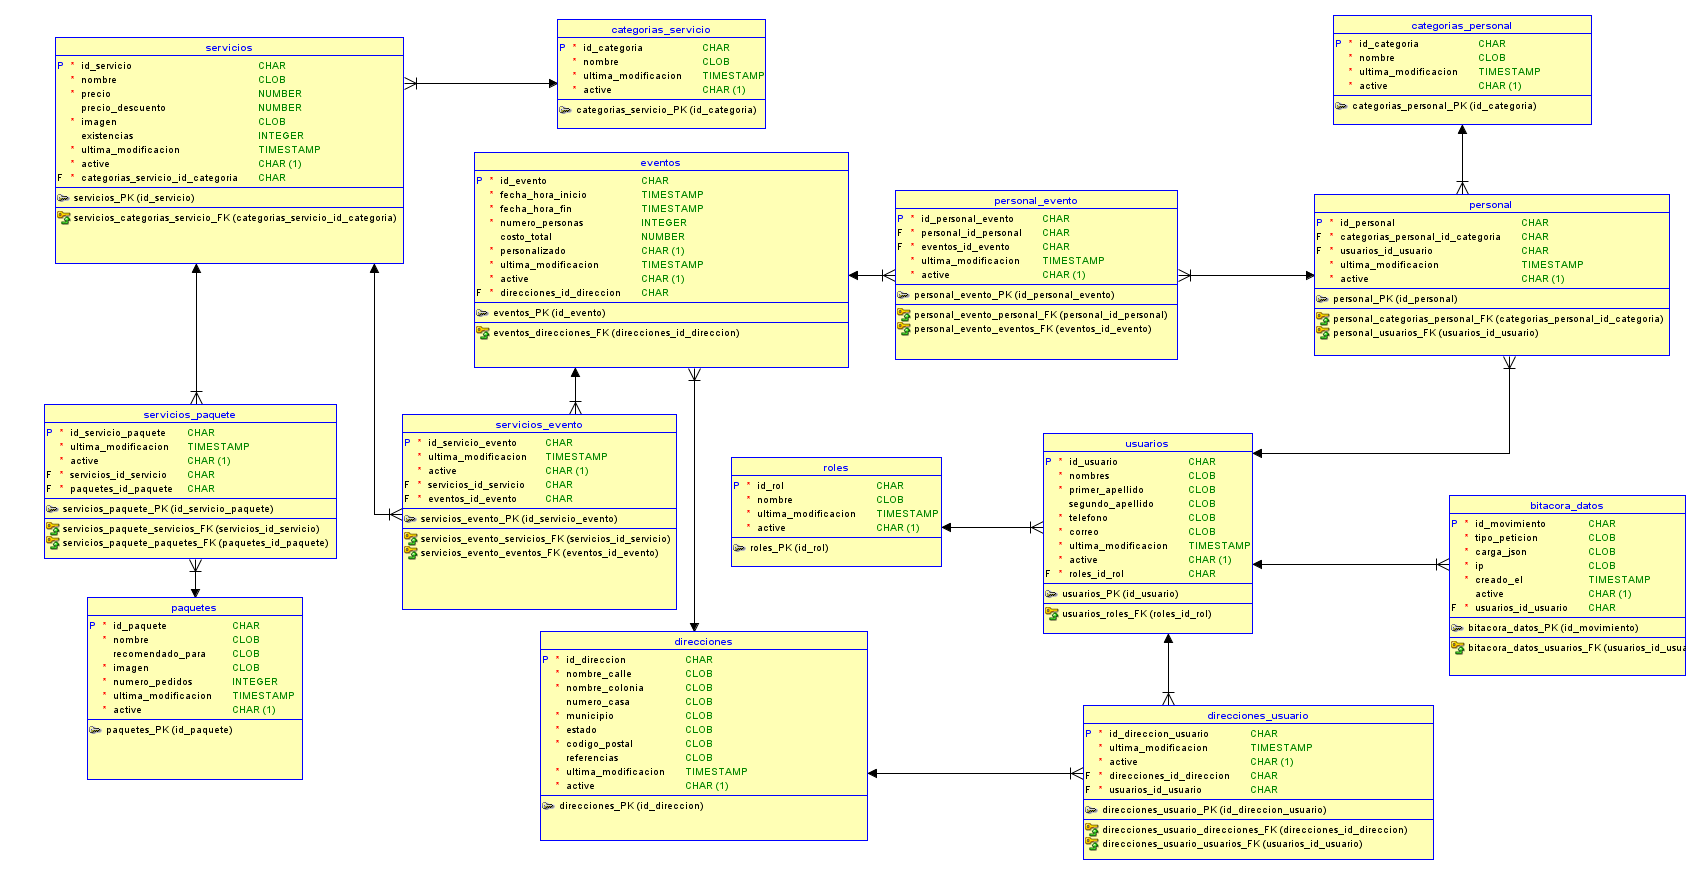 servicios
P * id_servicio CHAR
* nombre CLOB
* precio NUMBER
precio_descuento NUMBER
* imagen CLOB
existencias INTEGER
* ultima_modificacion TIMESTAMP
* active CHAR (1)
F * categorias_servicio_id_categoria CHAR
servicios_PK (id_servicio)
servicios_categorias_servicio_FK (categorias_servicio_id_categoria)
categorias_servicio
P * id_categoria CHAR
* nombre CLOB
* ultima_modificacion TIMESTAMP
* active CHAR (1)
categorias_servicio_PK (id_categoria)
categorias_personal
P * id_categoria CHAR
* nombre CLOB
* ultima_modificacion TIMESTAMP
* active CHAR (1)
categorias_personal_PK (id_categoria)
eventos
P * id_evento CHAR
* fecha_hora_inicio TIMESTAMP
* fecha_hora_fin TIMESTAMP
* numero_personas INTEGER
costo_total NUMBER
* personalizado CHAR (1)
* ultima_modificacion TIMESTAMP
* active CHAR (1)
F * direcciones_id_direccion CHAR
eventos_PK (id_evento)
eventos_direcciones_FK (direcciones_id_direccion)
personal_evento
P * id_personal_evento CHAR
F * personal_id_personal CHAR
F * eventos_id_evento CHAR
* ultima_modificacion TIMESTAMP
* active CHAR (1)
personal_evento_PK (id_personal_evento)
personal_evento_personal_FK (personal_id_personal)
personal_evento_eventos_FK (eventos_id_evento)
personal
P * id_personal CHAR
F * categorias_personal_id_categoria CHAR
F * usuarios_id_usuario CHAR
* ultima_modificacion TIMESTAMP
* active CHAR (1)
personal_PK (id_personal)
personal_categorias_personal_FK (categorias_personal_id_categoria)
personal_usuarios_FK (usuarios_id_usuario)
servicios_paquete
P * id_servicio_paquete CHAR
* ultima_modificacion TIMESTAMP
* active CHAR (1)
F * servicios_id_servicio CHAR
F * paquetes_id_paquete CHAR
servicios_paquete_PK (id_servicio_paquete)
servicios_paquete_servicios_FK (servicios_id_servicio)
servicios_paquete_paquetes_FK (paquetes_id_paquete)
servicios_evento
P * id_servicio_evento CHAR
* ultima_modificacion TIMESTAMP
* active CHAR (1)
F * servicios_id_servicio CHAR
F * eventos_id_evento CHAR
servicios_evento_PK (id_servicio_evento)
servicios_evento_servicios_FK (servicios_id_servicio)
servicios_evento_eventos_FK (eventos_id_evento)
roles
P * id_rol CHAR
* nombre CLOB
* ultima_modificacion TIMESTAMP
* active CHAR (1)
roles_PK (id_rol)
usuarios
P * id_usuario CHAR
* nombres CLOB
* primer_apellido CLOB
segundo_apellido CLOB
* telefono CLOB
* correo CLOB
* ultima_modificacion TIMESTAMP
* active CHAR (1)
F * roles_id_rol CHAR
usuarios_PK (id_usuario)
usuarios_roles_FK (roles_id_rol)
bitacora_datos
P * id_movimiento CHAR
* tipo_peticion CLOB
* carga_json CLOB
* ip CLOB
* creado_el TIMESTAMP
active CHAR (1)
F * usuarios_id_usuario CHAR
bitacora_datos_PK (id_movimiento)
bitacora_datos_usuarios_FK (usuarios_id_usua
paquetes
P * id_paquete CHAR
* nombre CLOB
recomendado_para CLOB
* imagen CLOB
* numero_pedidos INTEGER
* ultima_modificacion TIMESTAMP
* active CHAR (1)
paquetes_PK (id_paquete)
direcciones
P * id_direccion CHAR
* nombre_calle CLOB
* nombre_colonia CLOB
numero_casa CLOB
* municipio CLOB
* estado CLOB
* codigo_postal CLOB
referencias CLOB
* ultima_modificacion TIMESTAMP
* active CHAR (1)
direcciones_PK (id_direccion)
direcciones_usuario
P * id_direccion_usuario CHAR
* ultima_modificacion TIMESTAMP
* active CHAR (1)
F * direcciones_id_direccion CHAR
F * usuarios_id_usuario CHAR
direcciones_usuario_PK (id_direccion_usuario)
direcciones_usuario_direcciones_FK (direcciones_id_direccion)
direcciones_usuario_usuarios_FK (usuarios_id_usuario)